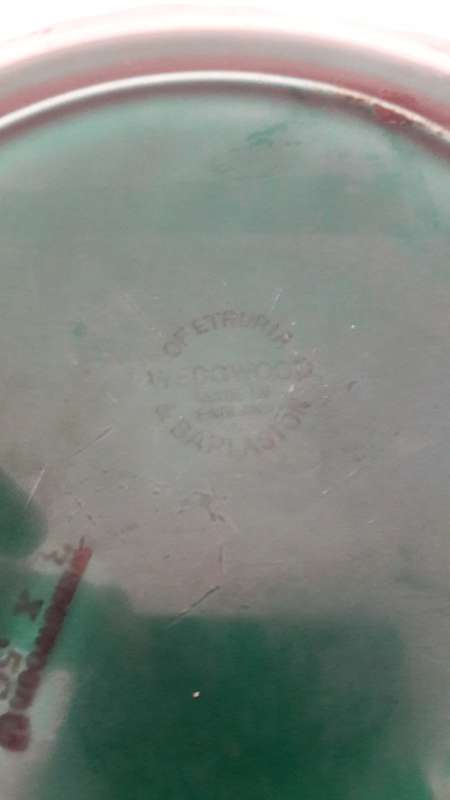 OF ETRURIA
WEDGWOOD
MADE IN
ENGLAND
& BARLASTON